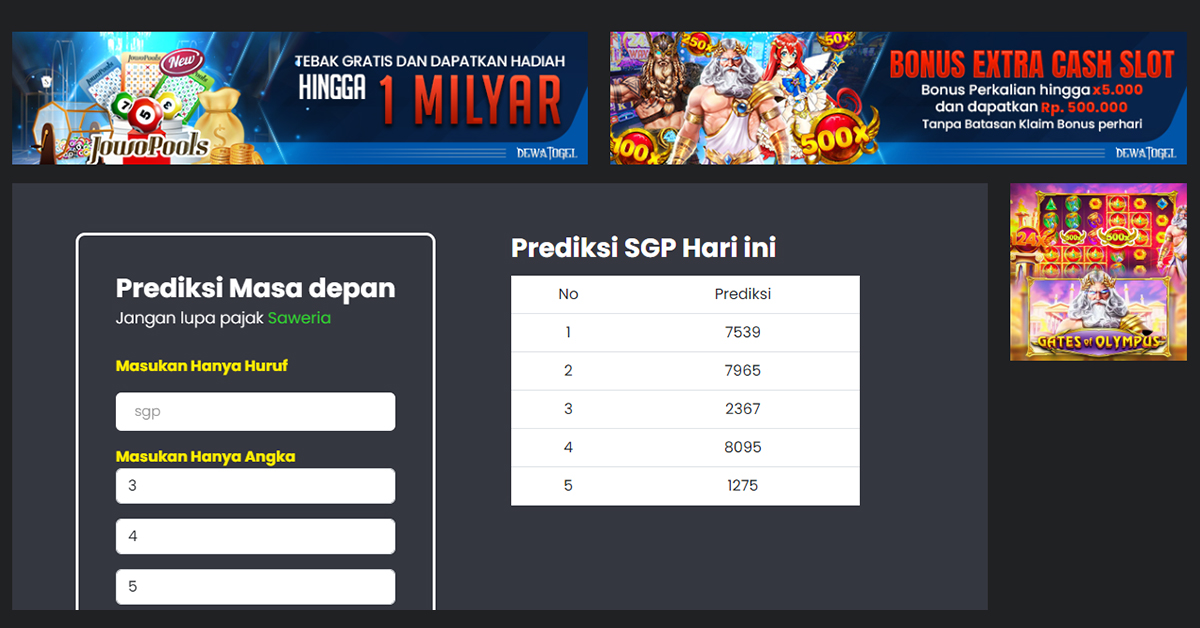 JowoPools
New
TEBAK GRATIS DAN DAPATKAN HADIAH
HINGGA 1 MILYAR
JowoPools
DEWATOGEL
250x
50x
100x
500x
BONUS EXTRA CASH SLOT
Bonus Perkalian hingga x5.000
dan dapatkan Rp. 500.000
Tanpa Batasan Klaim Bonus perhari
DEWATOGEL
Prediksi Masa depan
Jangan lupa pajak Saweria
Masukan Hanya Huruf
sgp
Masukan Hanya Angka
3
4
5
Prediksi SGP Hari ini
No Prediksi
1 7539
2 7965
3 2367
4 8095
5 1275
500x
500x
GATES of OLYMPUS